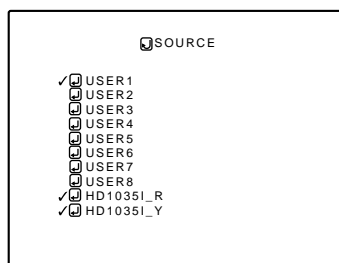 SOURCE
✓ USER1
USER2
USER3
USER4
USER5
USER6
USER7
USER8
✓ HD1035I_R
✓ HD1035I_Y